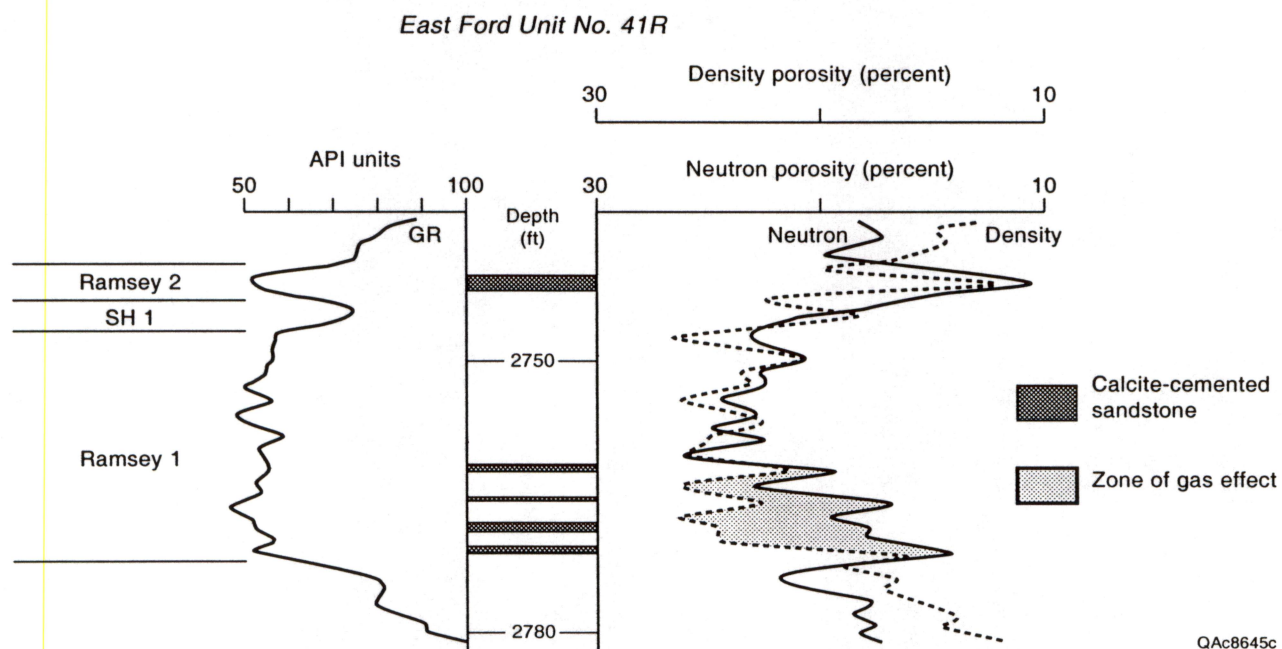 East Ford Unit No. 41R
Density porosity (percent)
30 10
API units
Neutron porosity (percent)
50 100 30 10
Depth
(ft)
GR
Neutron Density
Ramsey 2
SH 1
2750
Calcite-cemented
sandstone
Ramsey 1
Zone of gas effect
2780
QAc8645c